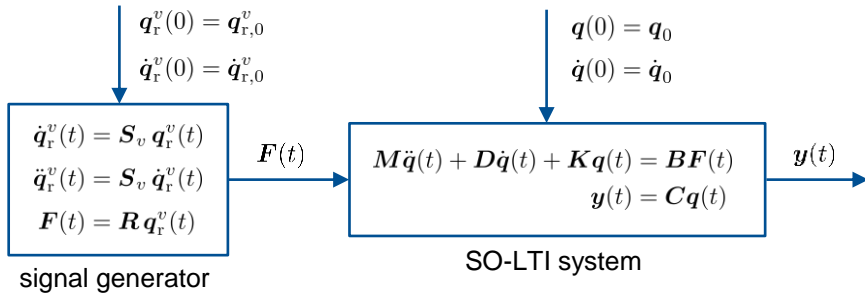 q_r^v(0) = q_{r,0}^v
q̇_r^v(0) = q̇_{r,0}^v
q(0) = q_0
q̇(0) = q̇_0
q̇_r^v(t) = S_v q_r^v(t)
q̈_r^v(t) = S_v q̇_r^v(t)
F(t) = R q_r^v(t)
F(t)
Mq̈(t) + Dq̇(t) + Kq(t) = BF(t)
y(t) = Cq(t)
y(t)
signal generator
SO-LTI system